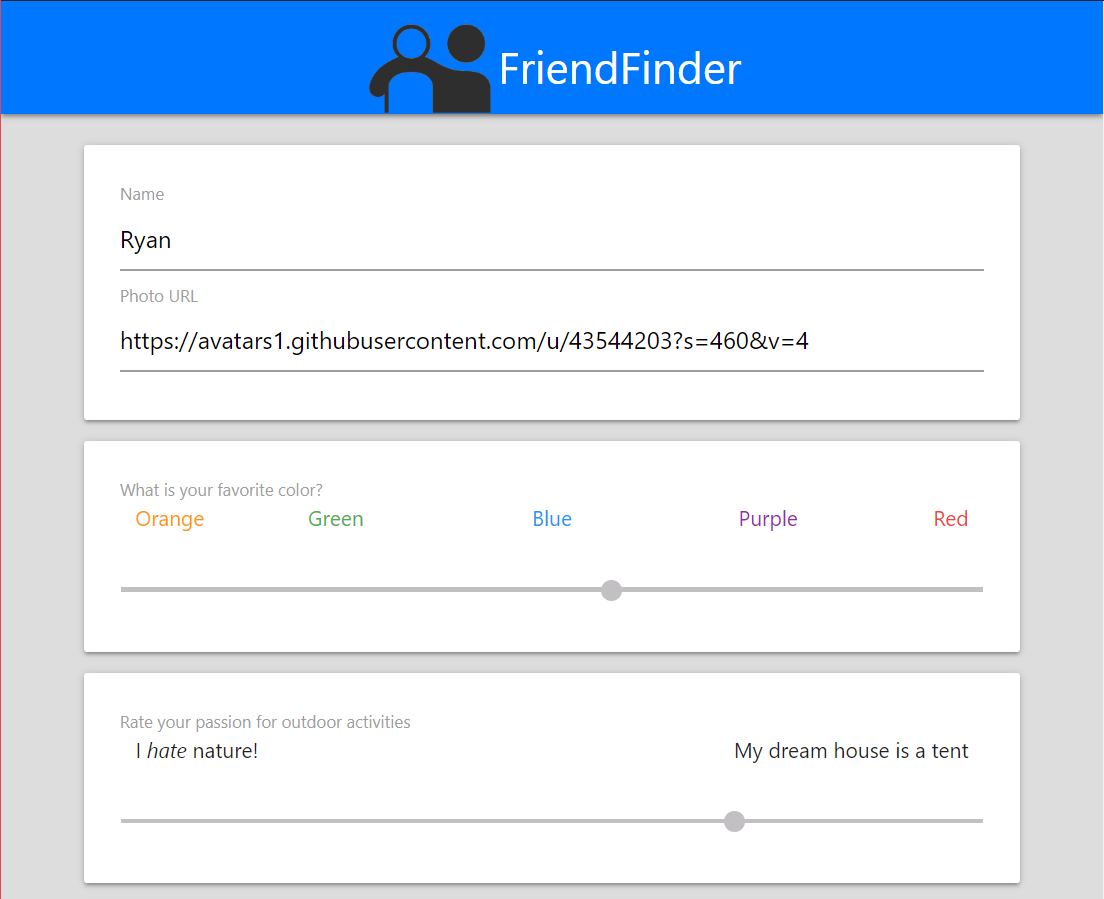 FriendFinder
Name
Ryan
Photo URL
https://avatars1.githubusercontent.com/u/43544203?s=460&v=4
What is your favorite color?
Orange Green Blue Purple Red
Rate your passion for outdoor activities
I hate nature! My dream house is a tent